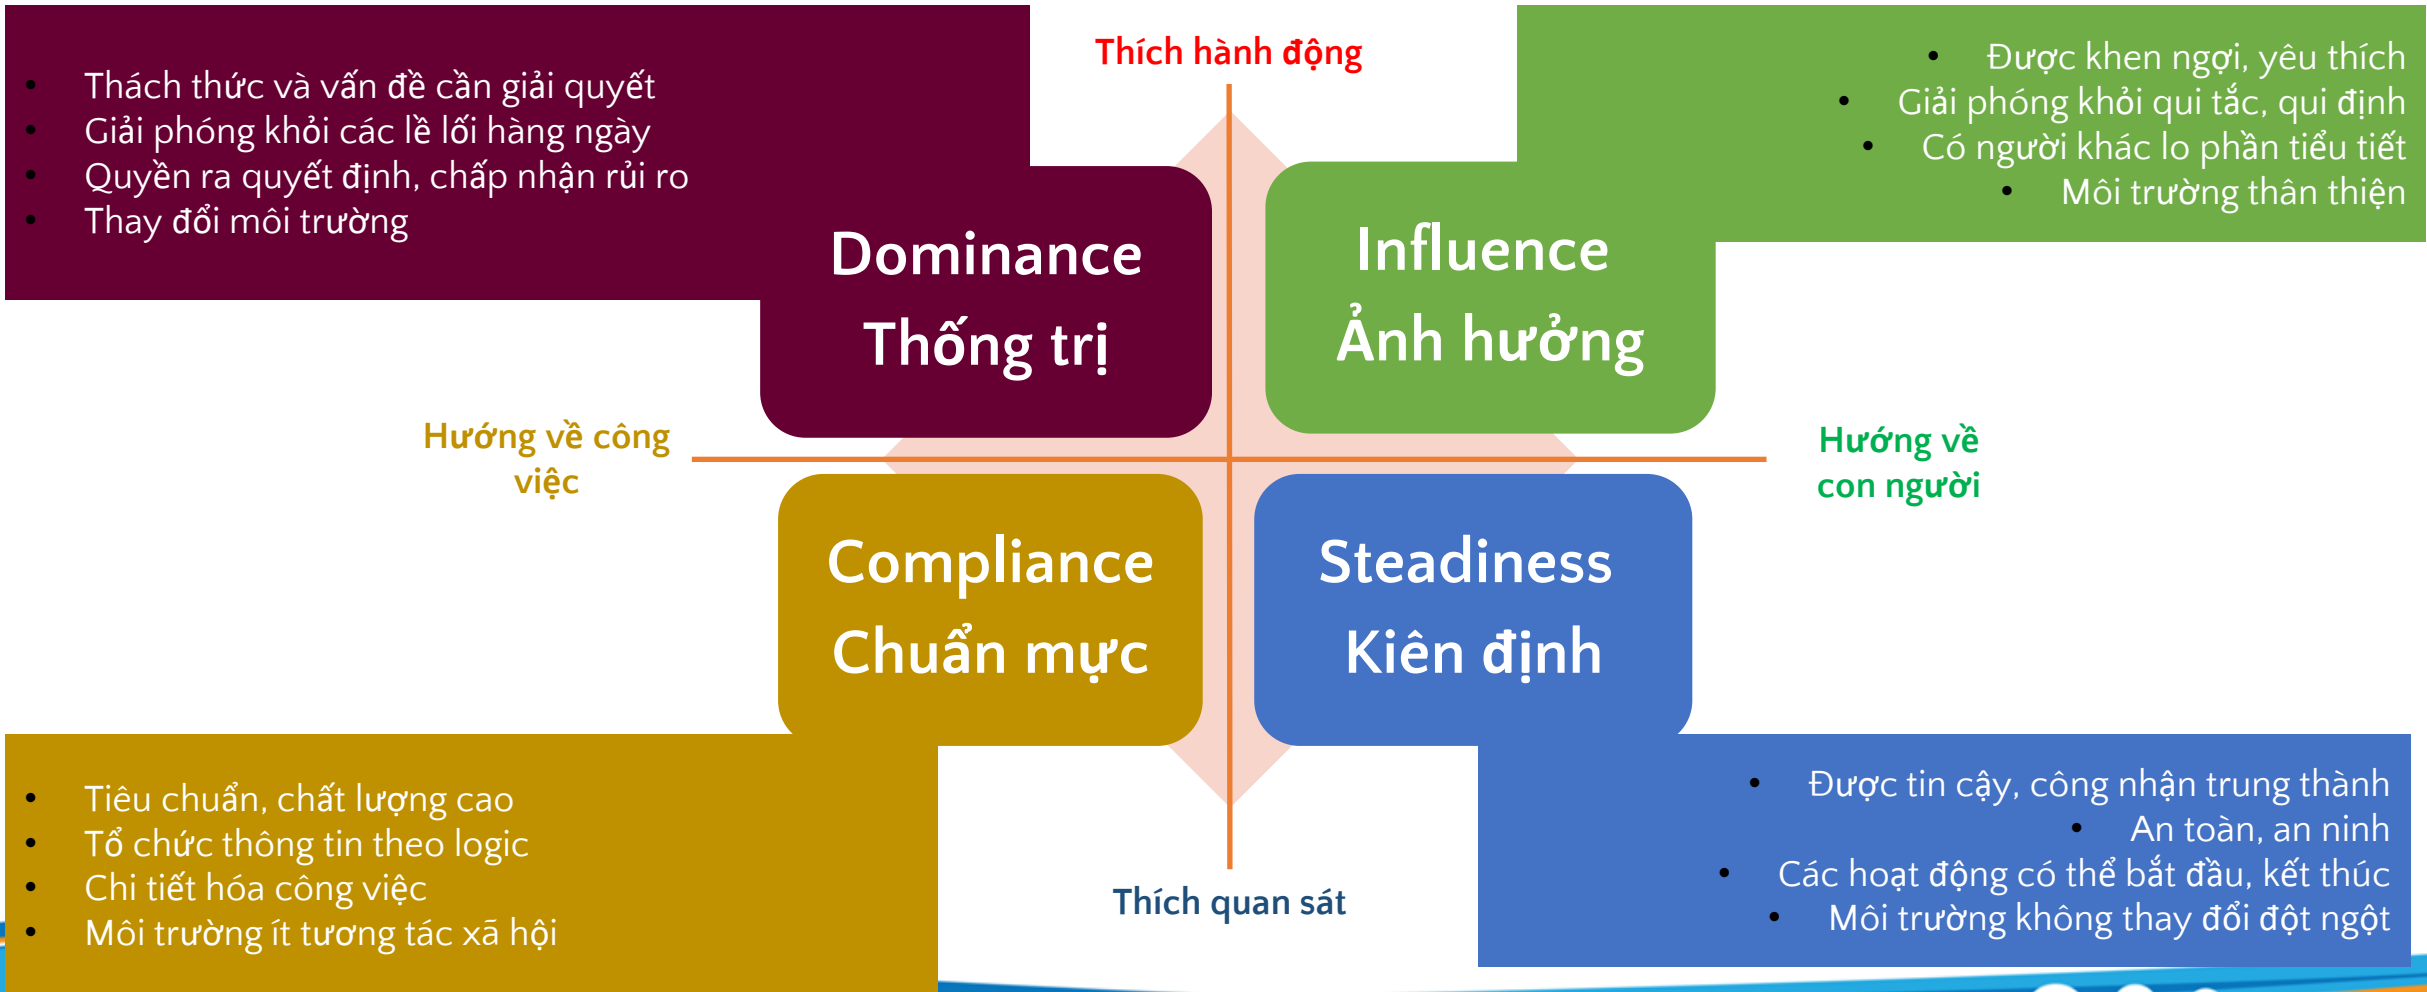 Thích hành động
Thách thức và vấn đề cần giải quyết
Giải phóng khỏi các lề lối hàng ngày
Quyền ra quyết định, chấp nhận rủi ro
Thay đổi môi trường
Được khen ngợi, yêu thích
Giải phóng khỏi qui tắc, qui định
Có người khác lo phần tiểu tiết
Môi trường thân thiện
Dominance
Thống trị
Influence
Ảnh hưởng
Hướng về công
việc
Hướng về
con người
Compliance
Chuẩn mực
Steadiness
Kiên định
Tiêu chuẩn, chất lượng cao
Tổ chức thông tin theo logic
Chi tiết hóa công việc
Môi trường ít tương tác xã hội
Được tin cậy, công nhận trung thành
An toàn, an ninh
Các hoạt động có thể bắt đầu, kết thúc
Môi trường không thay đổi đột ngột
Thích quan sát